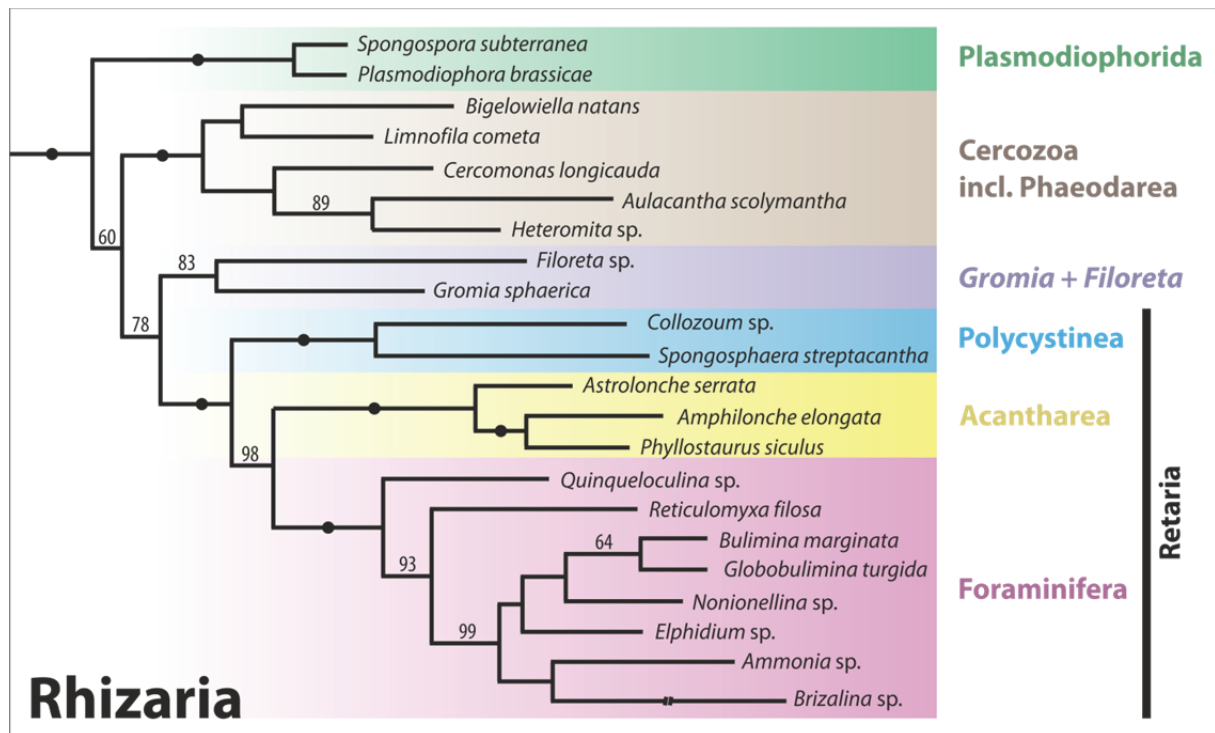 Spongospora subterranea
Plasmodiophora brassicae
Plasmodiophorida
Bigelowiella natans
Limnofila cometa
Cercomonas longicauda
89
Aulacantha scolymantha
Heteromita sp.
Cercozoa
incl. Phaeodarea
60
83
Filoreta sp.
Gromia sphaerica
Gromia + Filoreta
78
Collozoum sp.
Spongosphaera streptacantha
Polycystinea
Astrolonche serrata
Amphilonche elongata
Phyllostaurus siculus
Acantharea
98
Quinqueloculina sp.
Reticulomyxa filosa
93
64
Bulimina marginata
Globobulimina turgida
Nonionellina sp.
Elphidium sp.
99
Ammonia sp.
Brizalina sp.
Foraminifera
Retaria
Rhizaria